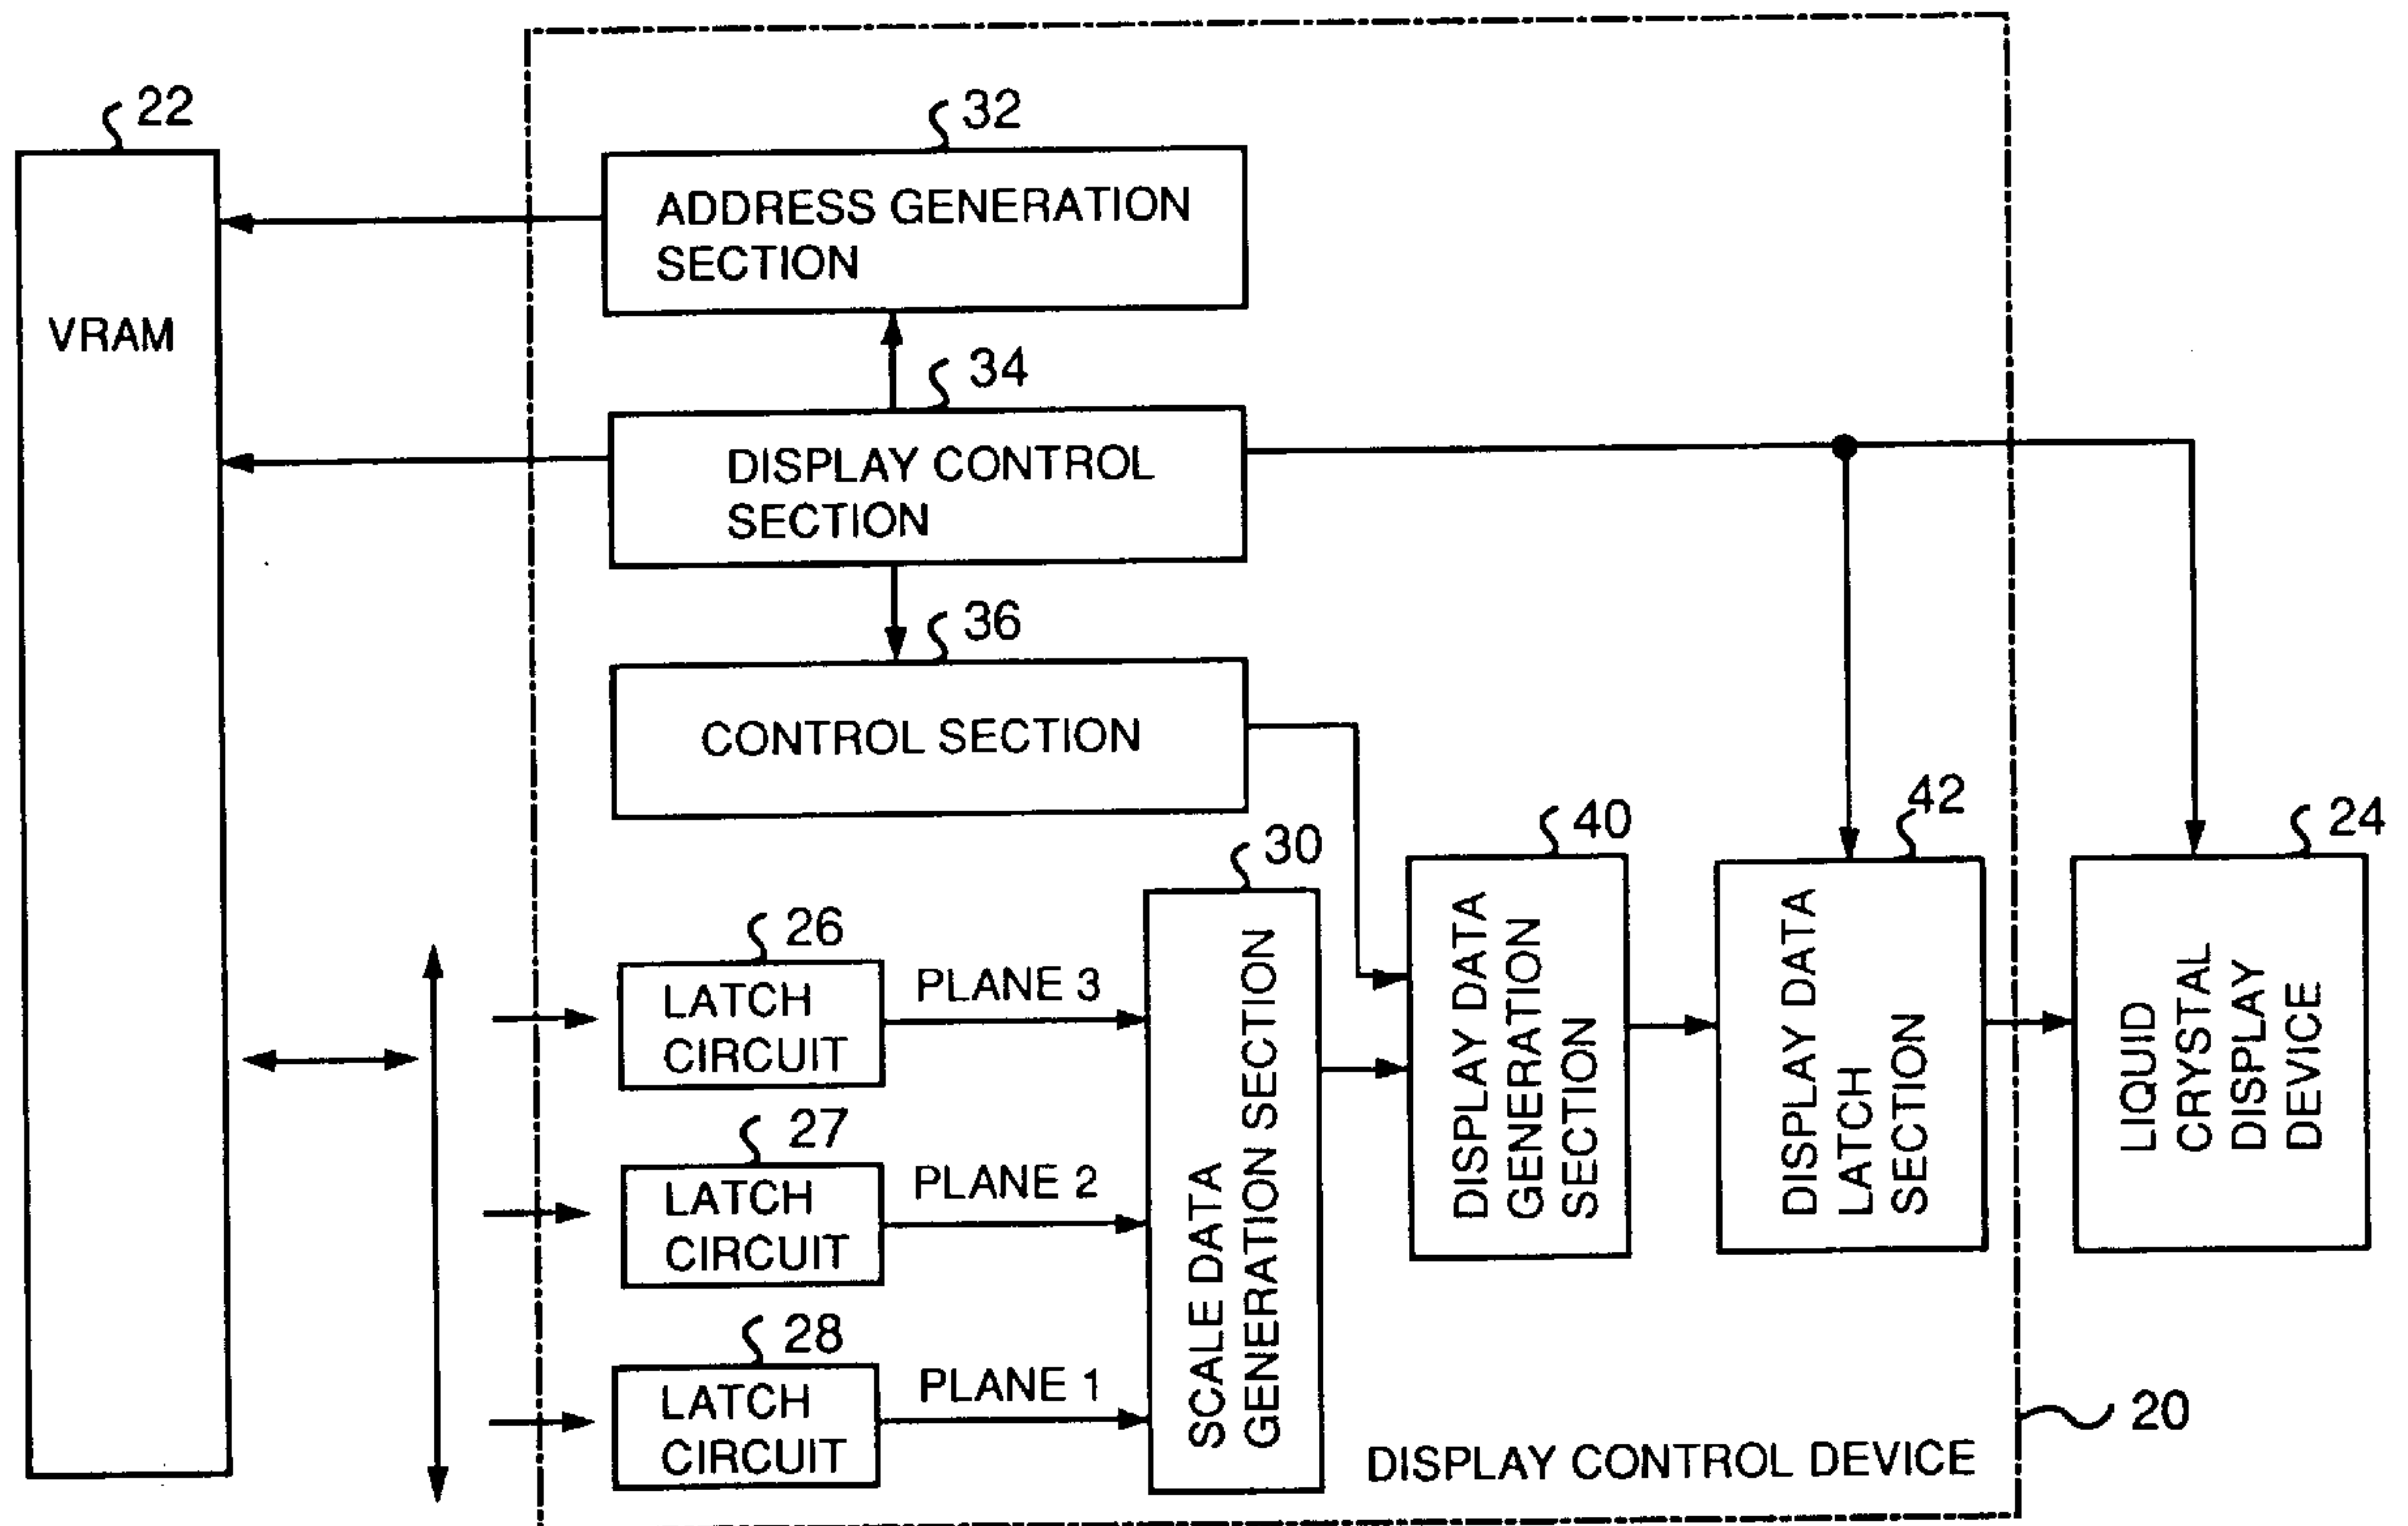 22
VRAM
32
ADDRESS GENERATION
SECTION
34
DISPLAY CONTROL
SECTION
36
CONTROL SECTION
26
LATCH
CIRCUIT
PLANE 3
27
LATCH
CIRCUIT
PLANE 2
28
LATCH
CIRCUIT
PLANE 1
30
SCALE DATA
GENERATION SECTION
40
DISPLAY DATA
GENERATION
SECTION
42
DISPLAY DATA
LATCH
SECTION
24
LIQUID
CRYSTAL
DISPLAY
DEVICE
20
DISPLAY CONTROL DEVICE